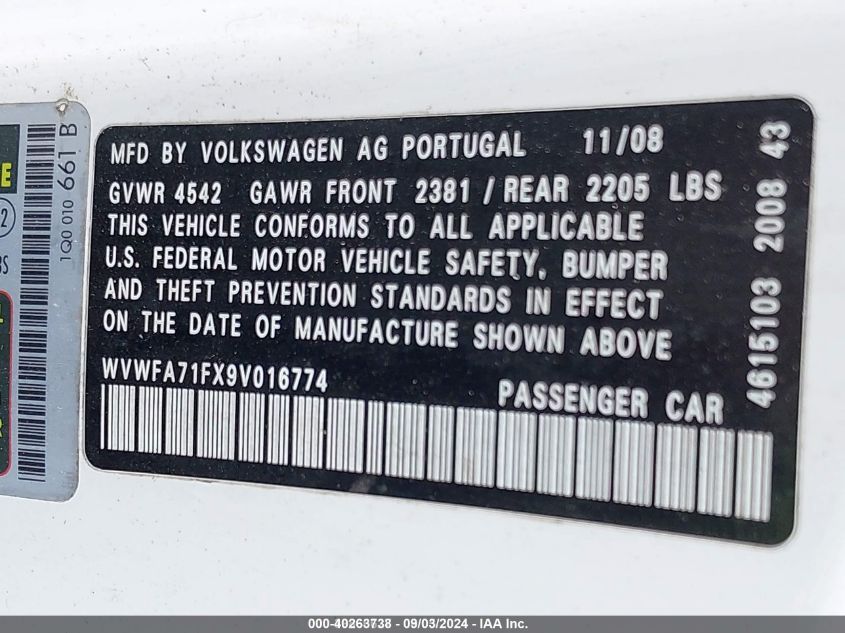 MFD BY VOLKSWAGEN AG PORTUGAL 11/08
GVWR 4542 GAWR FRONT 2381 / REAR 2205 LBS
THIS VEHICLE CONFORMS TO ALL APPLICABLE
U.S. FEDERAL MOTOR VEHICLE SAFETY, BUMPER
AND THEFT PREVENTION STANDARDS IN EFFECT
ON THE DATE OF MANUFACTURE SHOWN ABOVE
WVWFA71FX9V016774
PASSENGER CAR
4615103 2008 43
1Q0 010 661 B
000-40263738 - 09/03/2024 - IAA Inc.